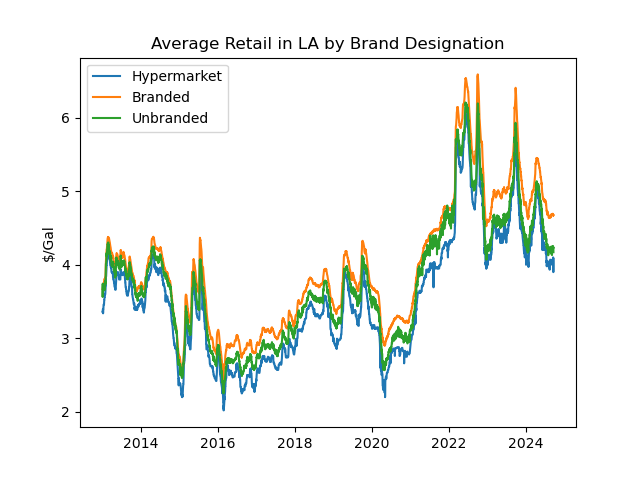 Average Retail in LA by Brand Designation
Hypermarket
Branded
Unbranded
$/Gal
6
5
4
3
2
2014 2016 2018 2020 2022 2024